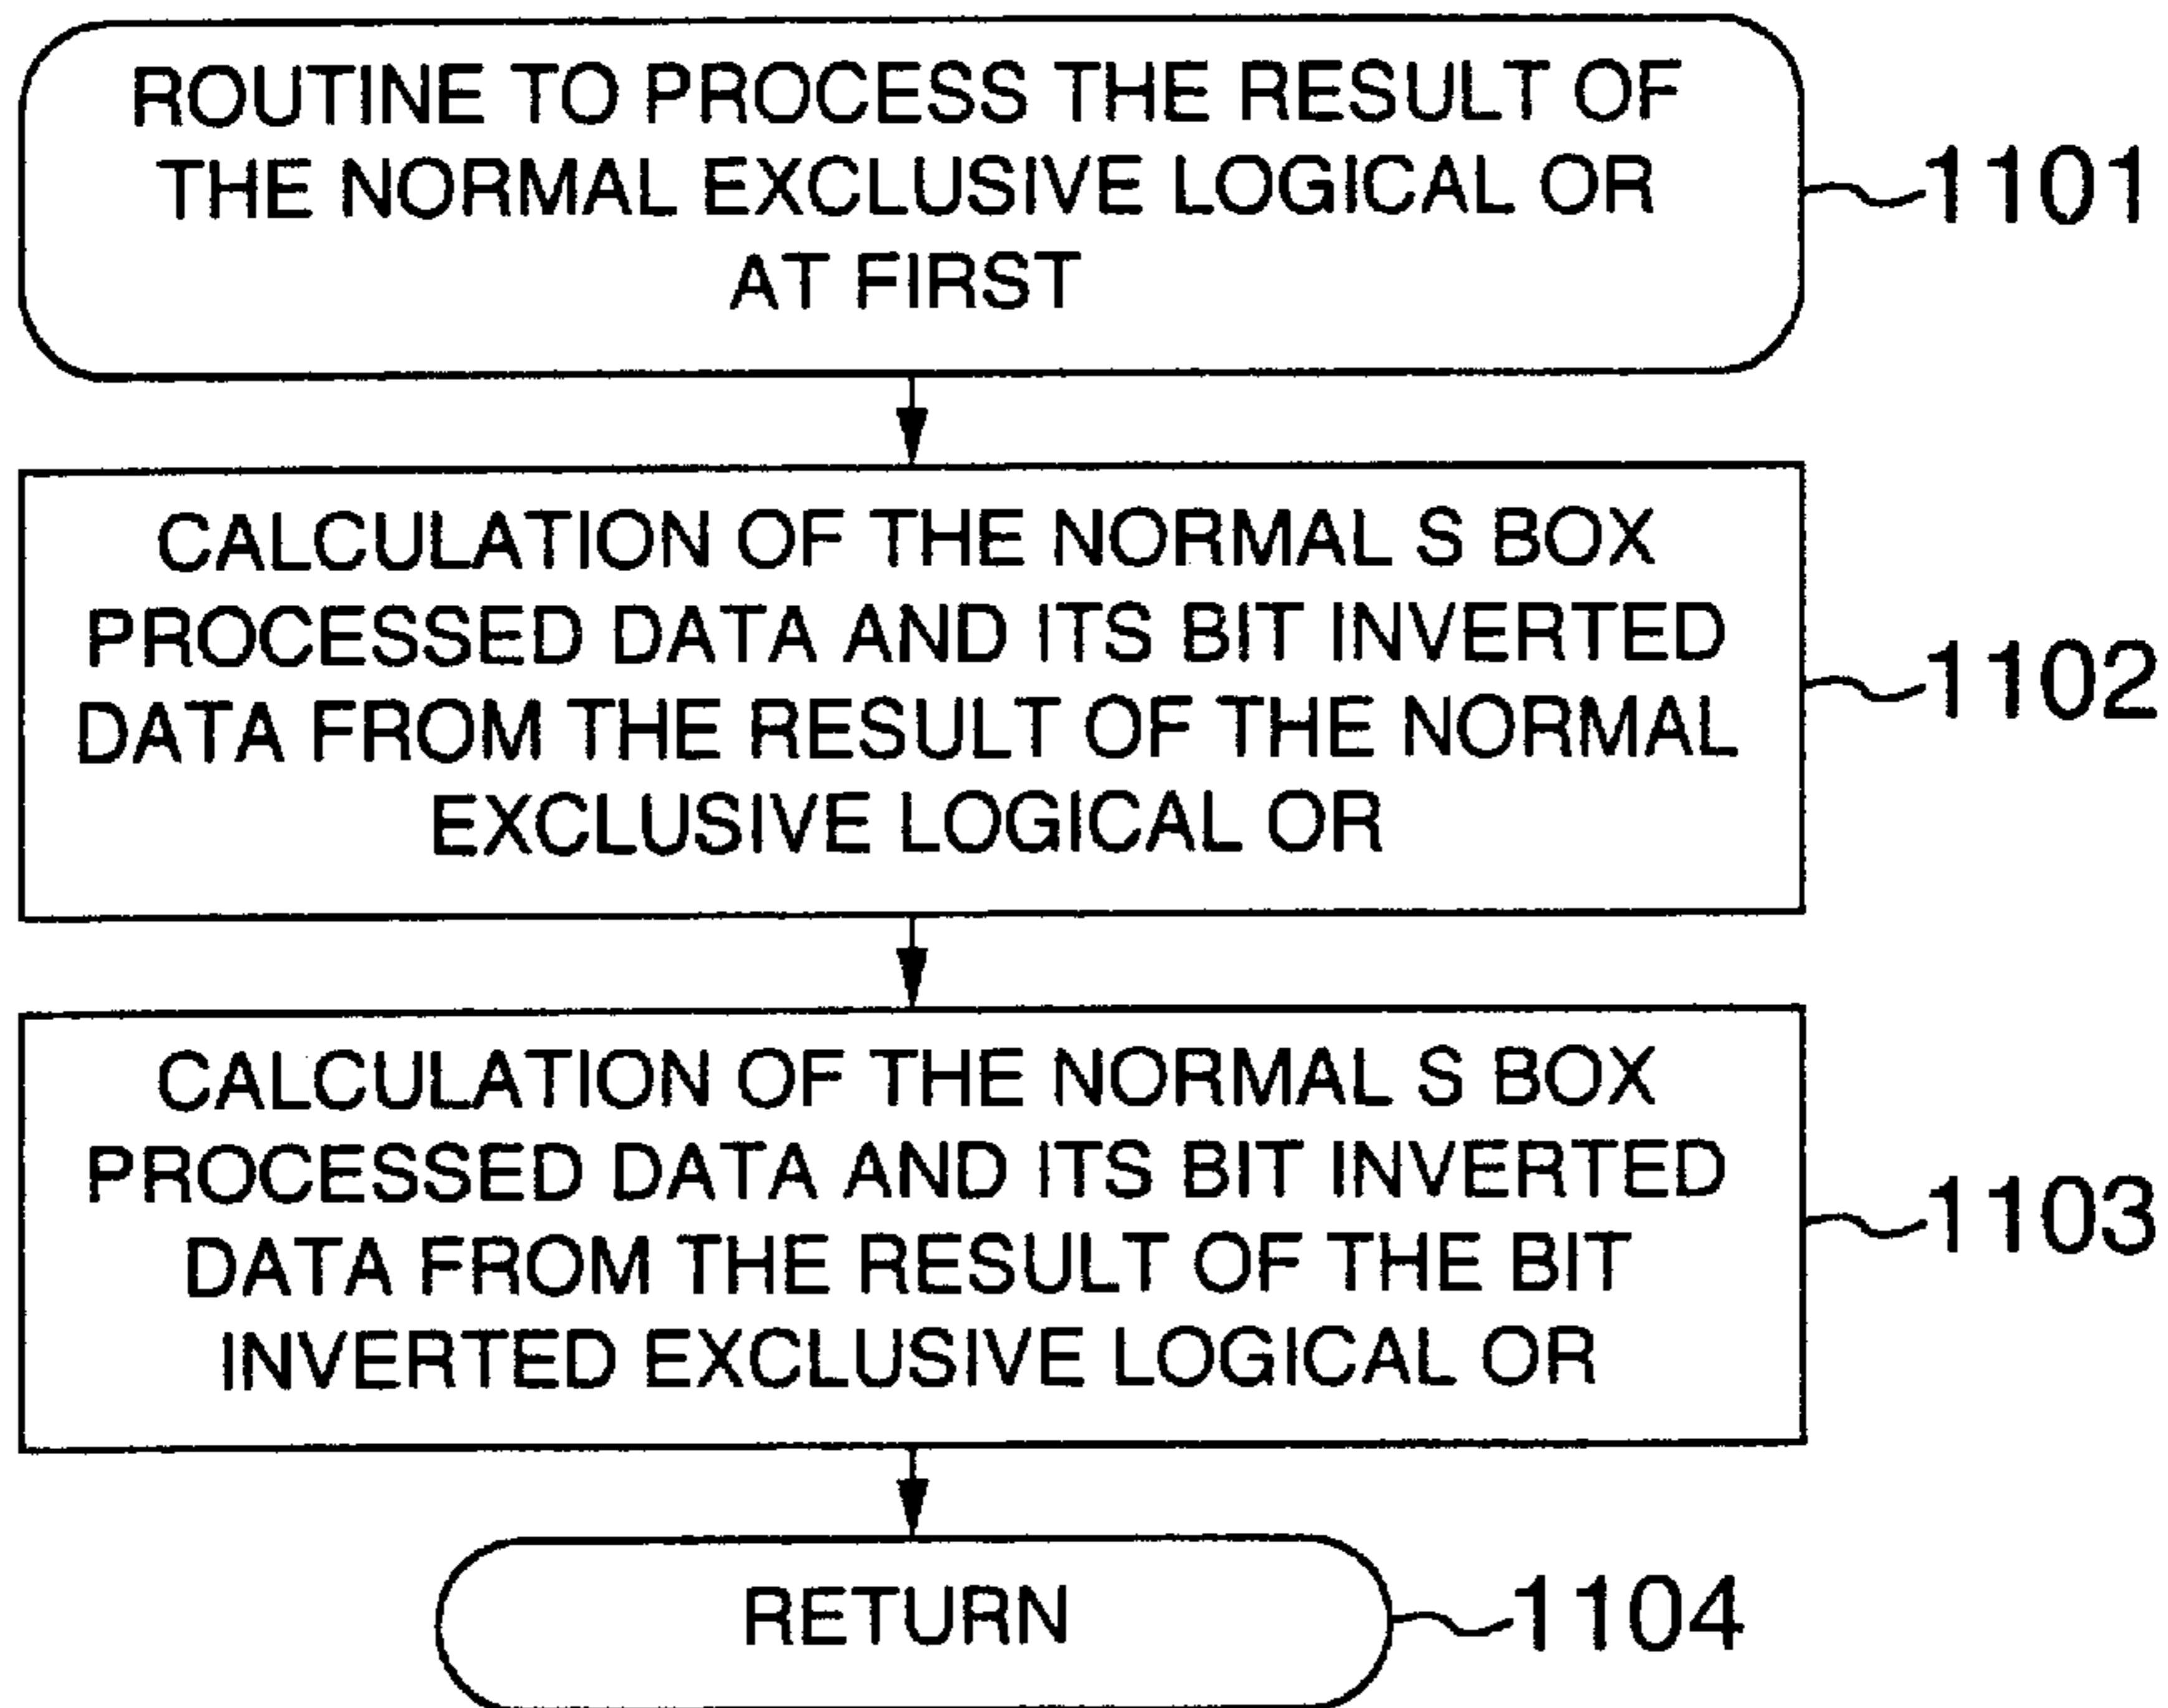 ROUTINE TO PROCESS THE RESULT OF
THE NORMAL EXCLUSIVE LOGICAL OR
AT FIRST
1101
CALCULATION OF THE NORMAL S BOX
PROCESSED DATA AND ITS BIT INVERTED
DATA FROM THE RESULT OF THE NORMAL
EXCLUSIVE LOGICAL OR
1102
CALCULATION OF THE NORMAL S BOX
PROCESSED DATA AND ITS BIT INVERTED
DATA FROM THE RESULT OF THE BIT
INVERTED EXCLUSIVE LOGICAL OR
1103
RETURN
1104